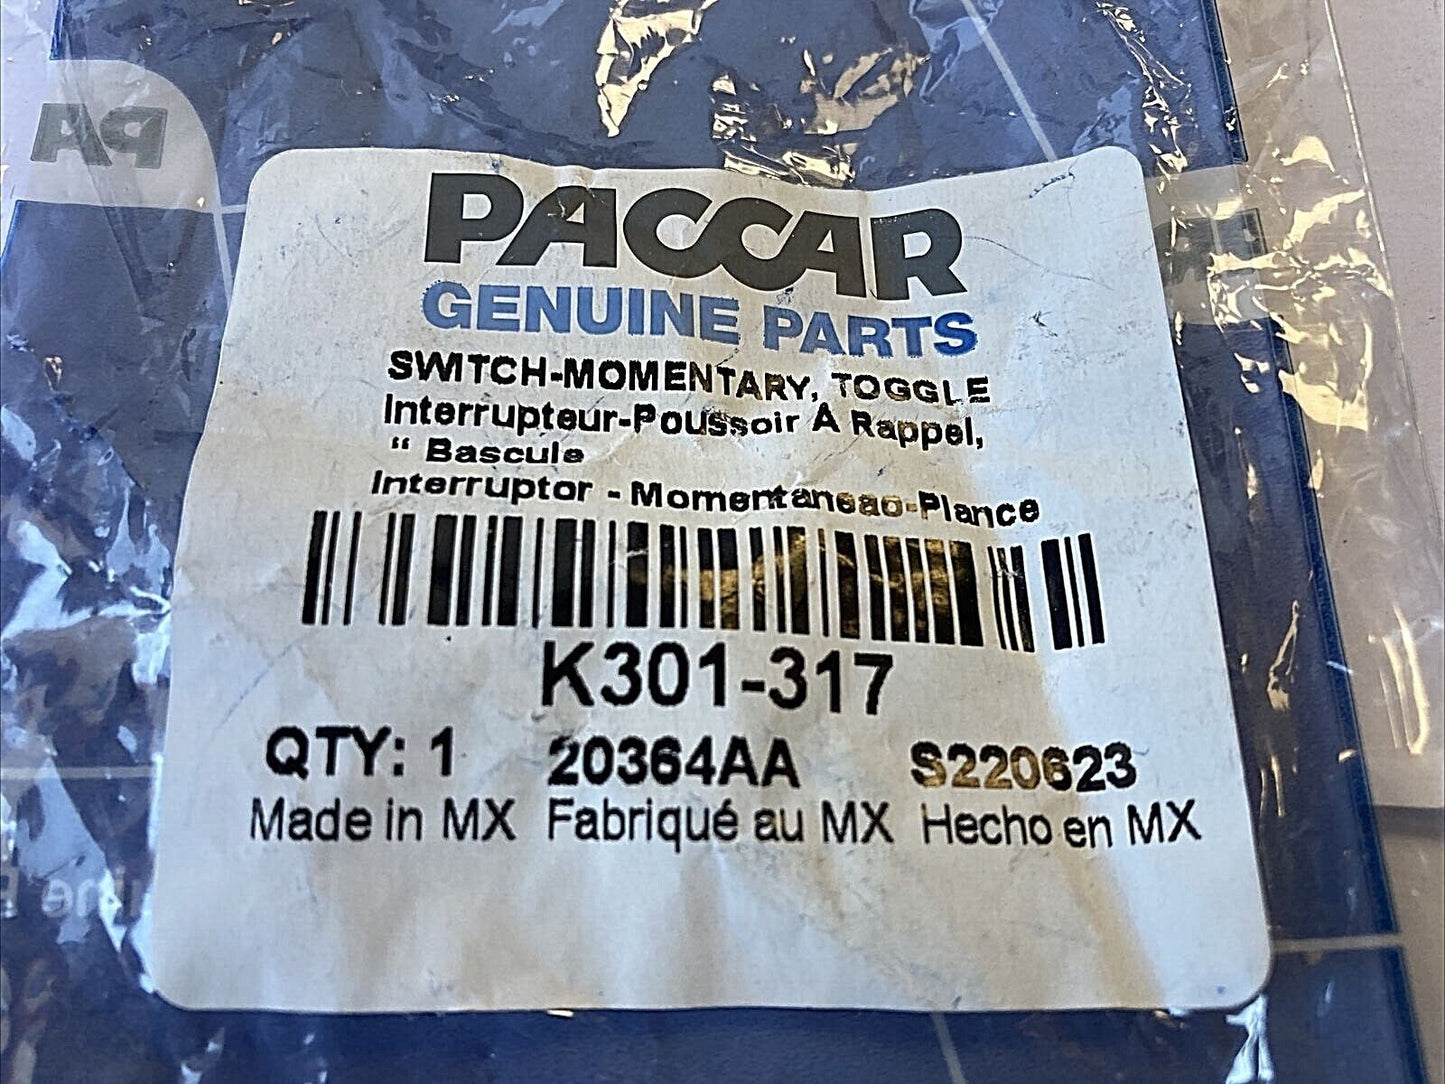 PACCAR
GENUINE PARTS
SWITCH-MOMENTARY, TOGGLE
Interrupteur-Poussoir A Rappel,
“ Bascule
Interruptor - Momentaneao-Plance
K301-317
QTY: 1 20364AA S220623
Made in MX Fabriqué au MX Hecho en MX
PA